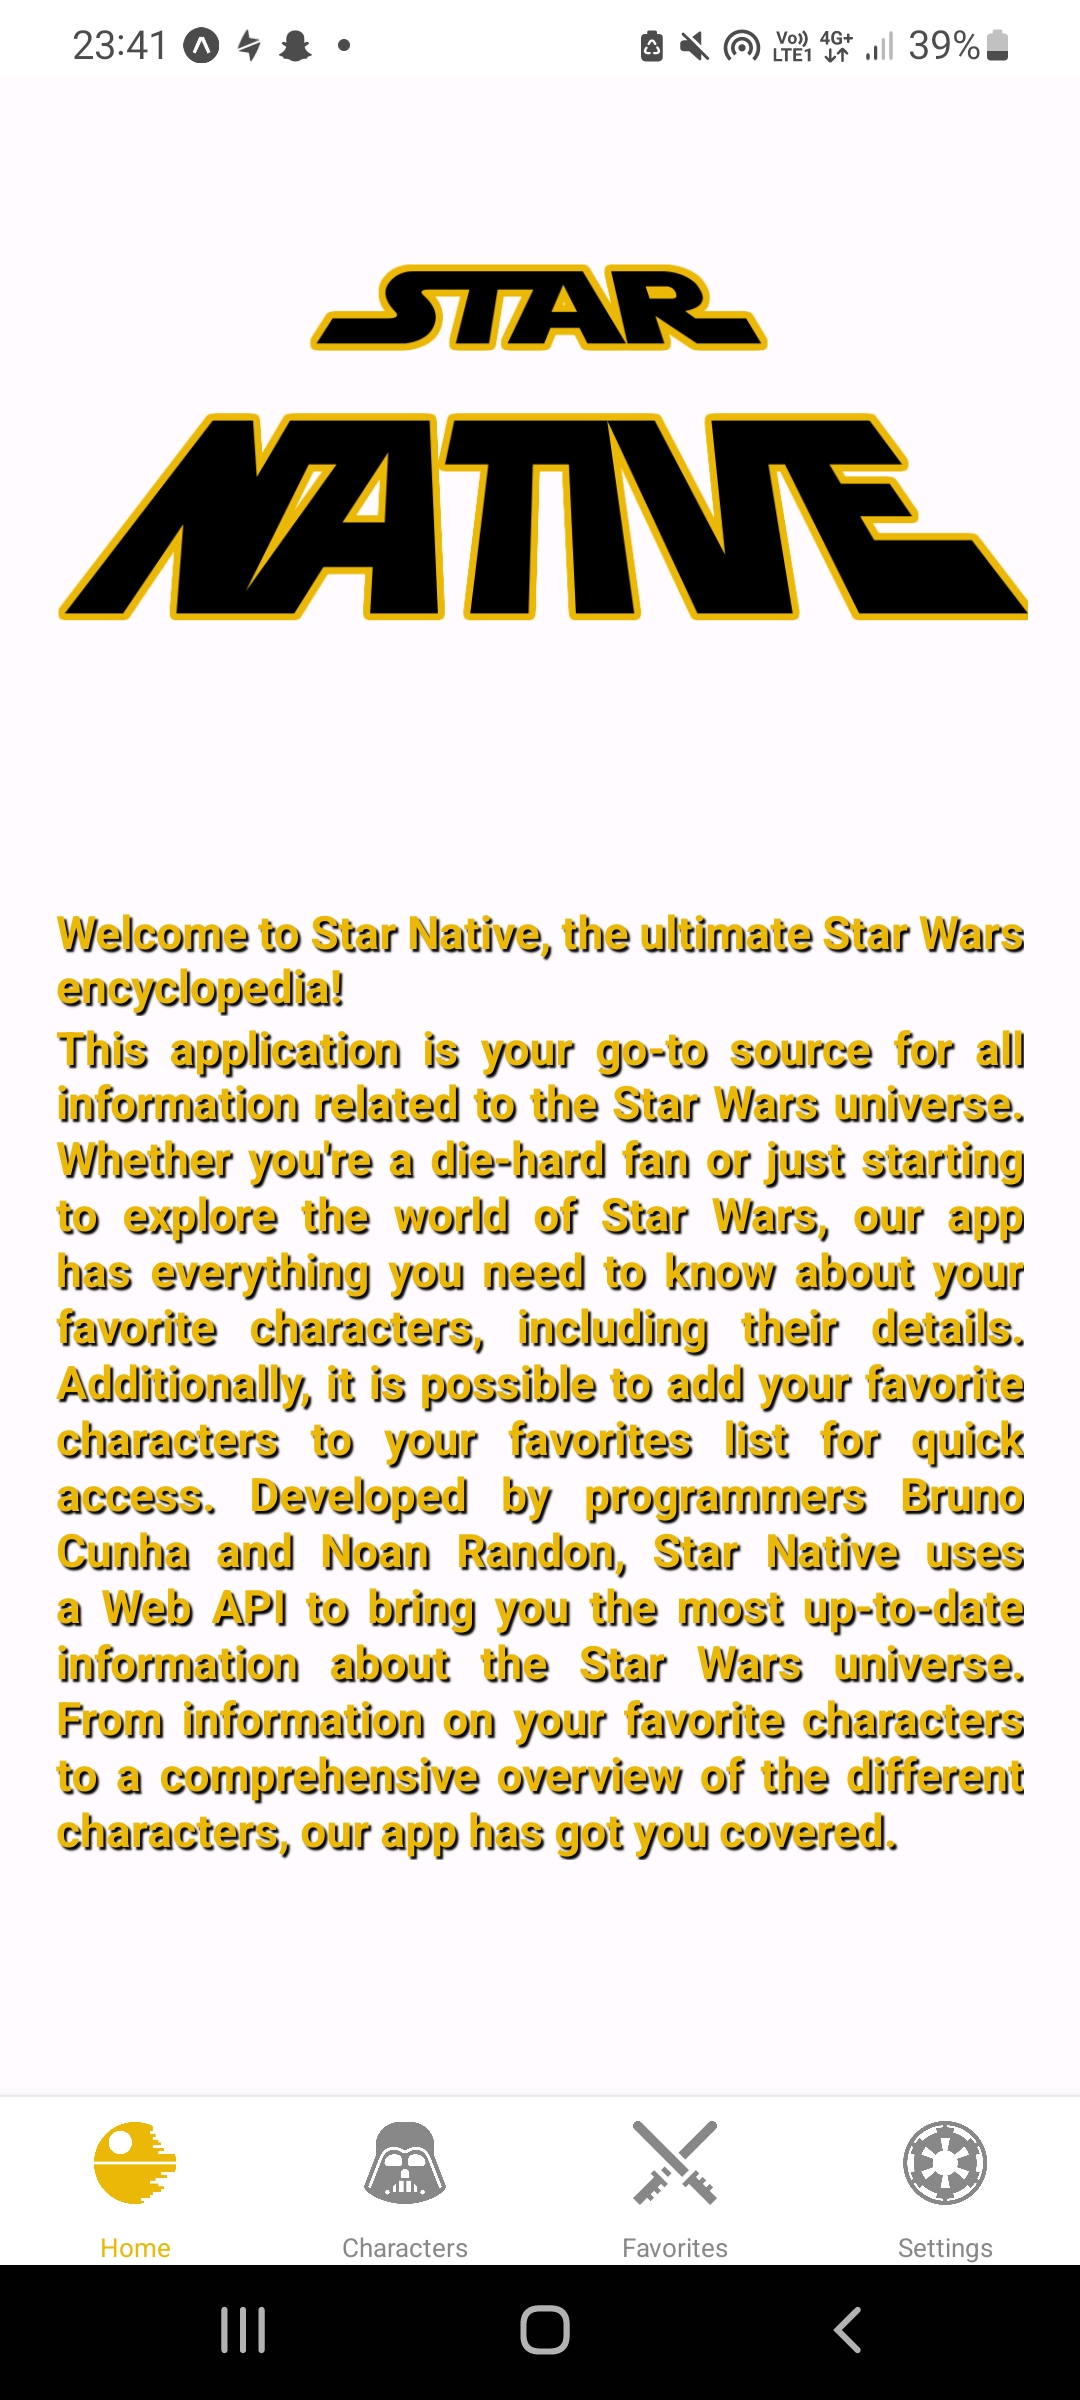 23:41
Vo)) LTE1 4G+ 39%
STAR
NATIVE
Welcome to Star Native, the ultimate Star Wars
encyclopedia!
This application is your go-to source for all
information related to the Star Wars universe.
Whether you're a die-hard fan or just starting
to explore the world of Star Wars, our app
has everything you need to know about your
favorite characters, including their details.
Additionally, it is possible to add your favorite
characters to your favorites list for quick
access. Developed by programmers Bruno
Cunha and Noan Randon, Star Native uses
a Web API to bring you the most up-to-date
information about the Star Wars universe.
From information on your favorite characters
to a comprehensive overview of the different
characters, our app has got you covered.
Home Characters Favorites Settings